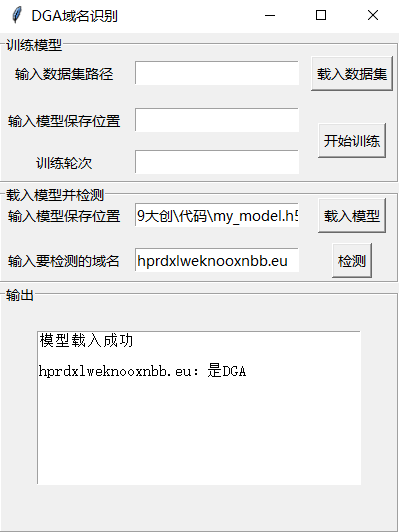 DGA域名识别
训练模型
输入数据集路径
载入数据集
输入模型保存位置
开始训练
训练轮次
载入模型并检测
输入模型保存位置 9大创\代码\my_model.h5 载入模型
输入要检测的域名 hprdxlweknooxnbb.eu 检测
输出
模型载入成功
hprdxlweknooxnbb.eu: 是DGA